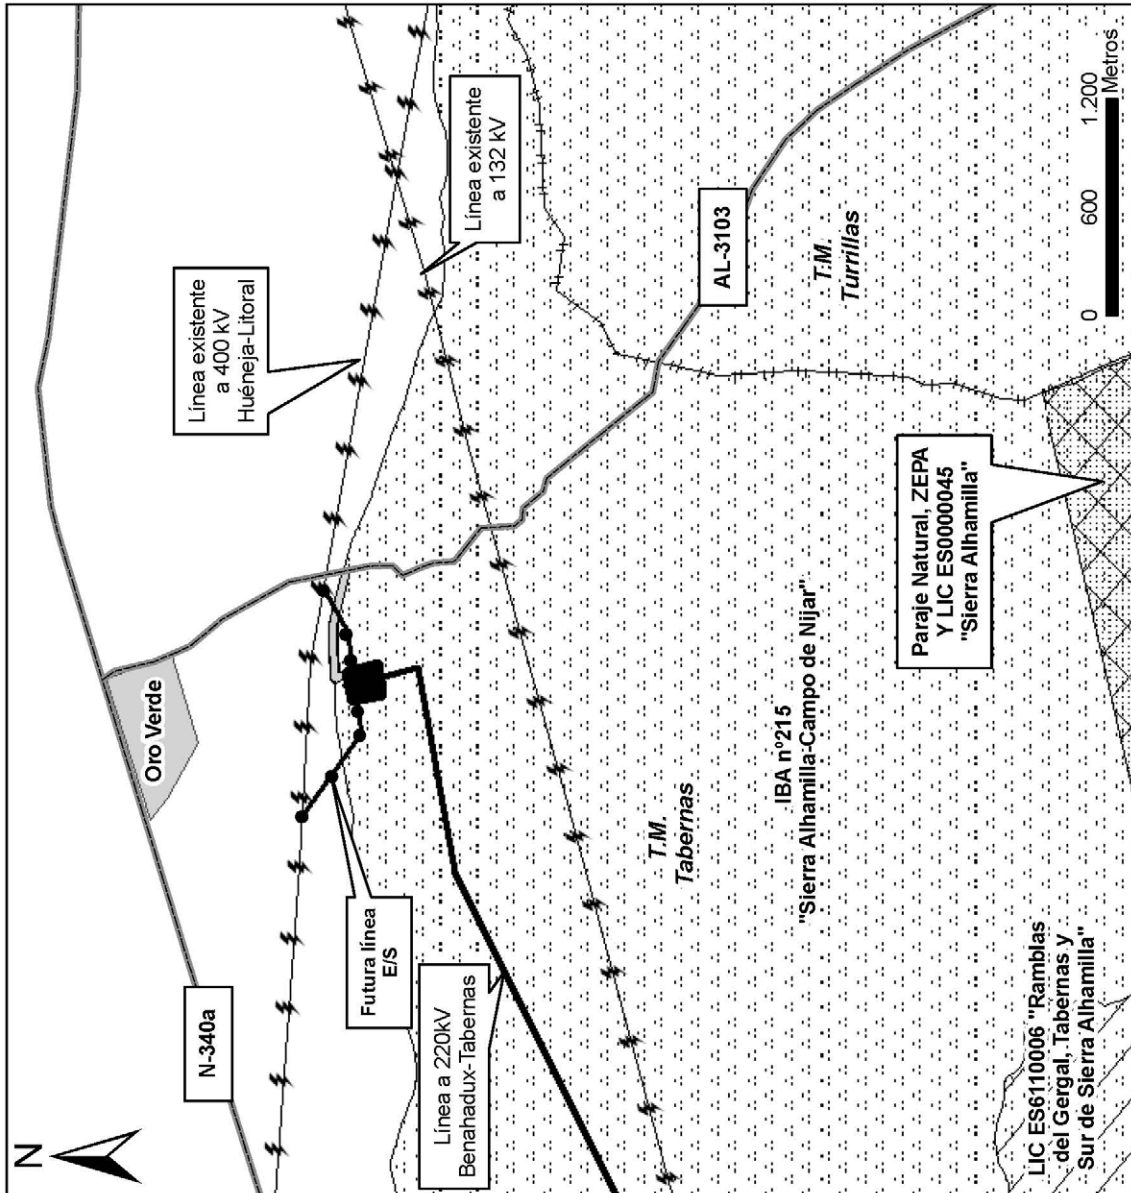 N
N-340a
Oro Verde
Línea existente
a 400 kV
Huéneja-Litoral
Línea existente
a 132 kV
Futura línea
E/S
Línea a 220kV
Benahadux-Tabernas
AL-3103
T.M.
Turrillas
T.M.
Tabernas
IBA nº215
"Sierra Alhamilla-Campo de Nijar"
Paraje Natural, ZEPA
Y LIC ES0000045
"Sierra Alhamilla"
LIC ES6110006 "Ramblas
del Gergal, Tabernas y
Sur de Sierra Alhamilla"
0 600 1.200
Metros